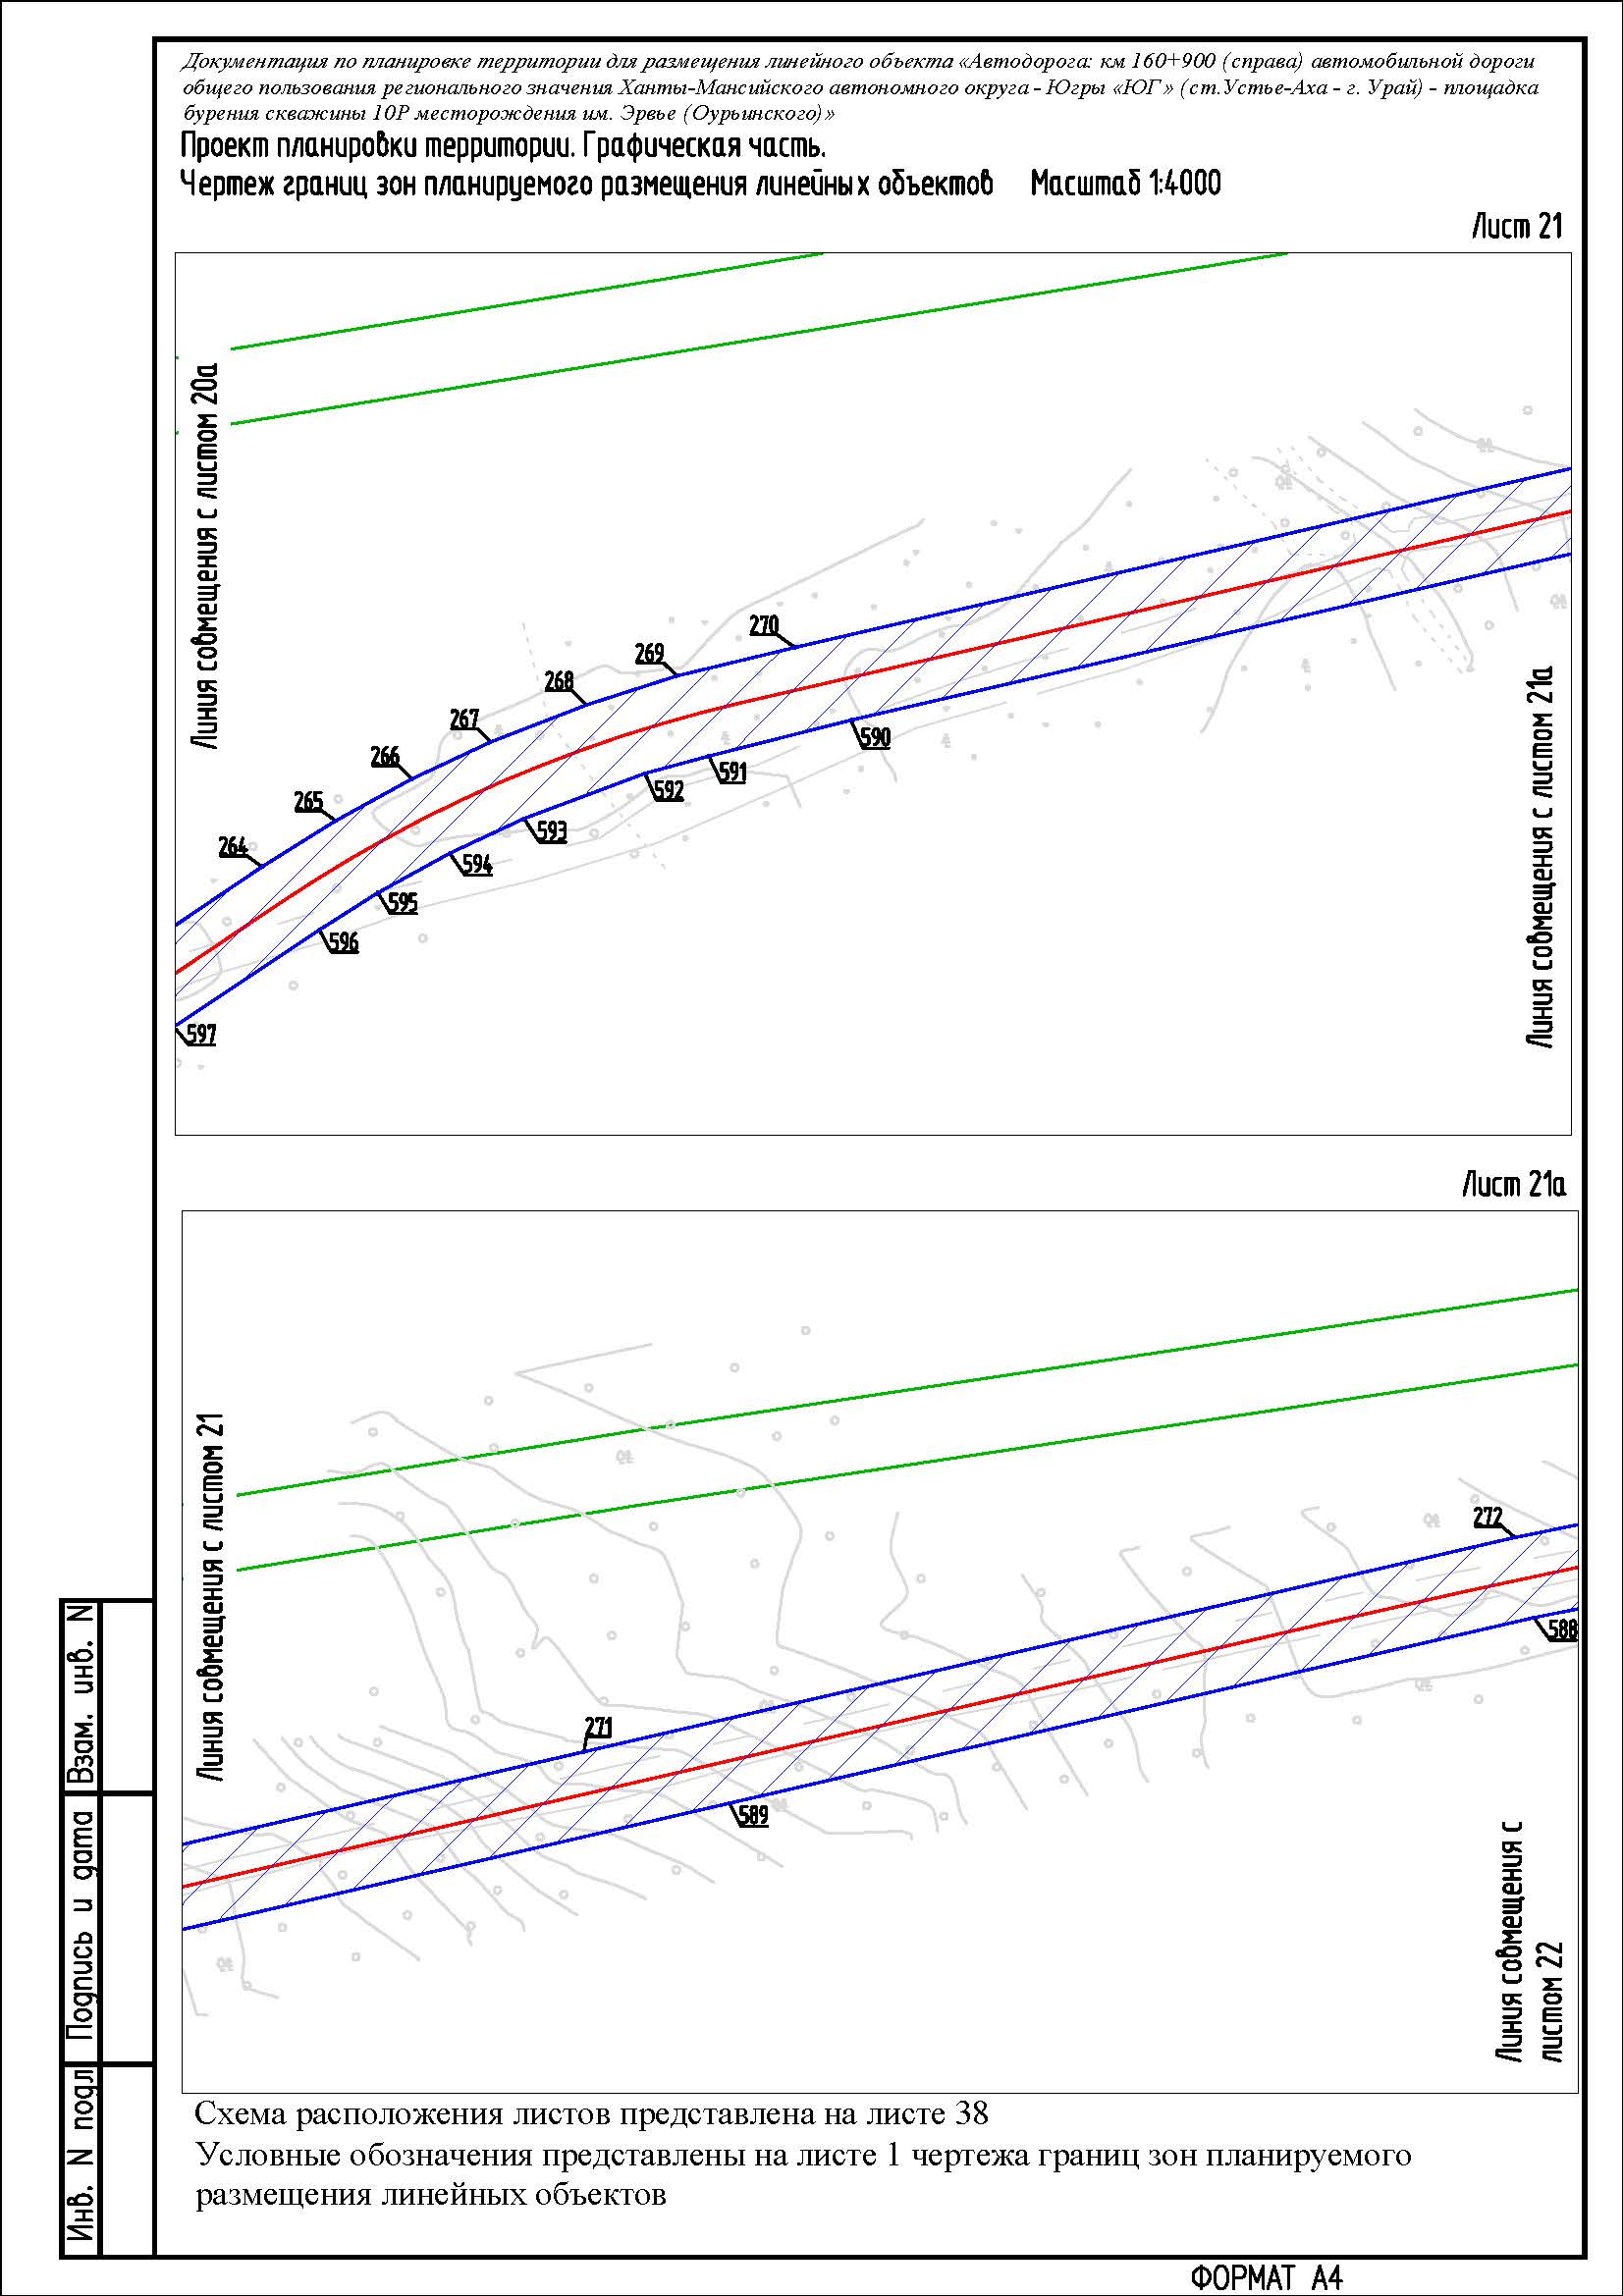 Документация по планировке территории для размещения линейного объекта «Автодорога: км 160+900 (справа) автомобильной дороги
общего пользования регионального значения Ханты-Мансийского автономного округа - Югры «ЮГ» (ст.Устье-Аха - г. Урай) - площадка
бурения скважины 10Р месторождения им. Эрвье (Оурьинского)»
Проект планировки территории. Графическая часть.
Чертеж границ зон планируемого размещения линейных объектов Масштаб 1:4000
Лист 21
Линия совмещения с листом 20а
264
265
266
267
268
269
270
590
591
592
593
594
595
596
597
Линия совмещения с листом 21а
Лист 21а
Линия совмещения с листом 21
271
272
588
589
Линия совмещения с
листом 22
Схема расположения листов представлена на листе 38
Условные обозначения представлены на листе 1 чертежа границ зон планируемого
размещения линейных объектов
Взам. инв. N
Подпись и дата
Инв. N подл
ФОРМАТ А4